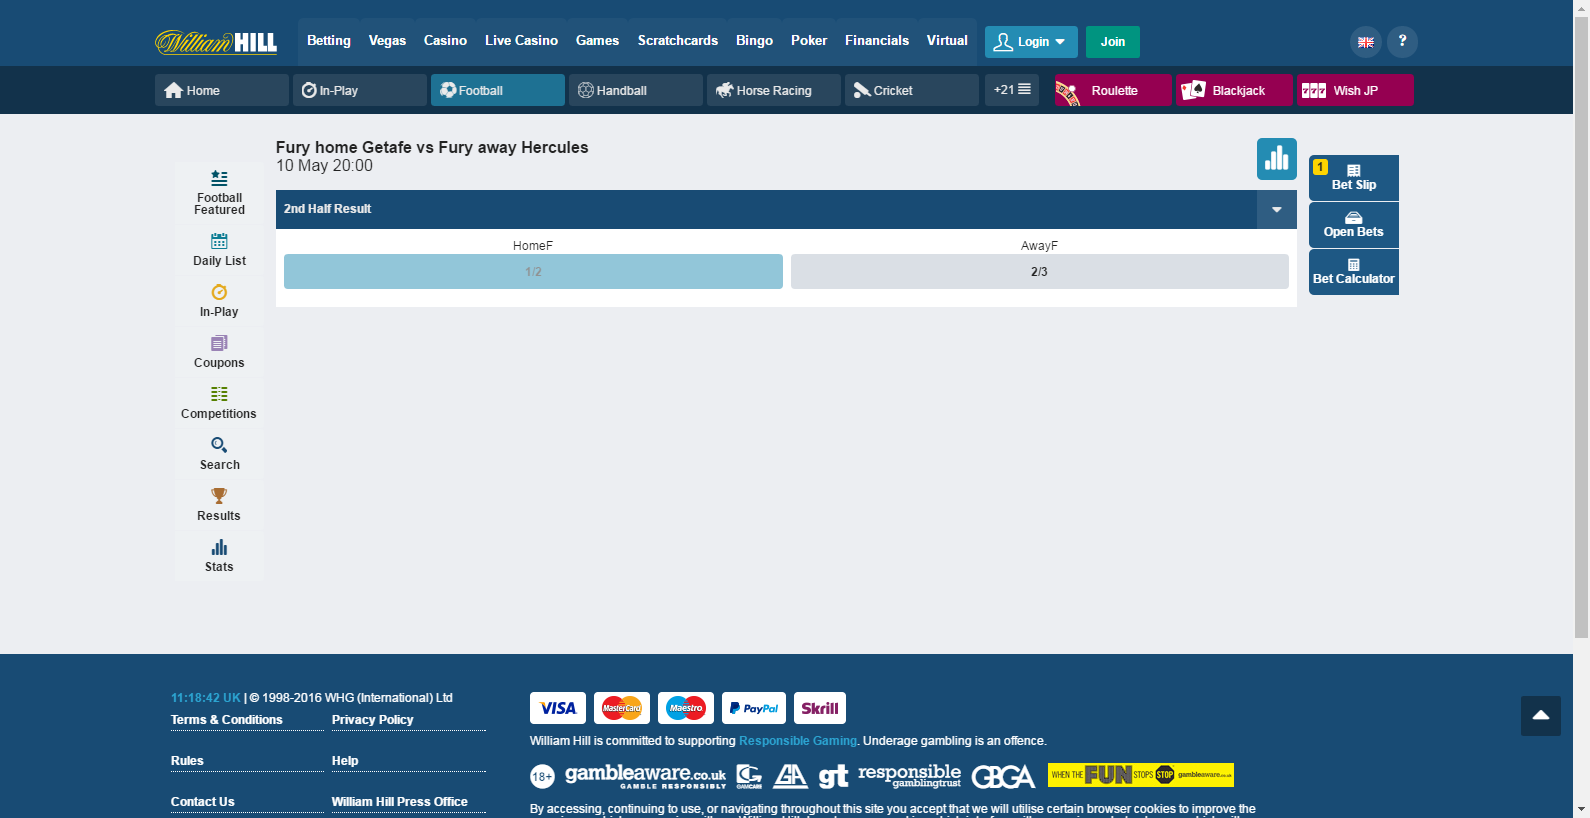 William HILL
Betting Vegas Casino Live Casino Games Scratchcards Bingo Poker Financials Virtual Login Join ?
Home In-Play Football Handball Horse Racing Cricket +21 Roulette Blackjack 777 Wish JP
Fury home Getafe vs Fury away Hercules
10 May 20:00
2nd Half Result
HomeF AwayF
1/2 2/3
Football
Featured
Daily List
In-Play
Coupons
Competitions
Search
Results
Stats
1
Bet Slip
Open Bets
Bet Calculator
11:18:42 UK | © 1998-2016 WHG (International) Ltd
Terms & Conditions Privacy Policy
Rules Help
Contact Us William Hill Press Office
VISA MasterCard Maestro PayPal Skrill
William Hill is committed to supporting Responsible Gaming. Underage gambling is an offence.
18+ gambleaware.co.uk GAMBLE RESPONSIBLY GAMCARE GA gt responsible gamblingtrust GBGA WHEN THE FUN STOPS STOP gambleaware.co.uk
By accessing, continuing to use, or navigating throughout this site you accept that we will utilise certain browser cookies to improve the